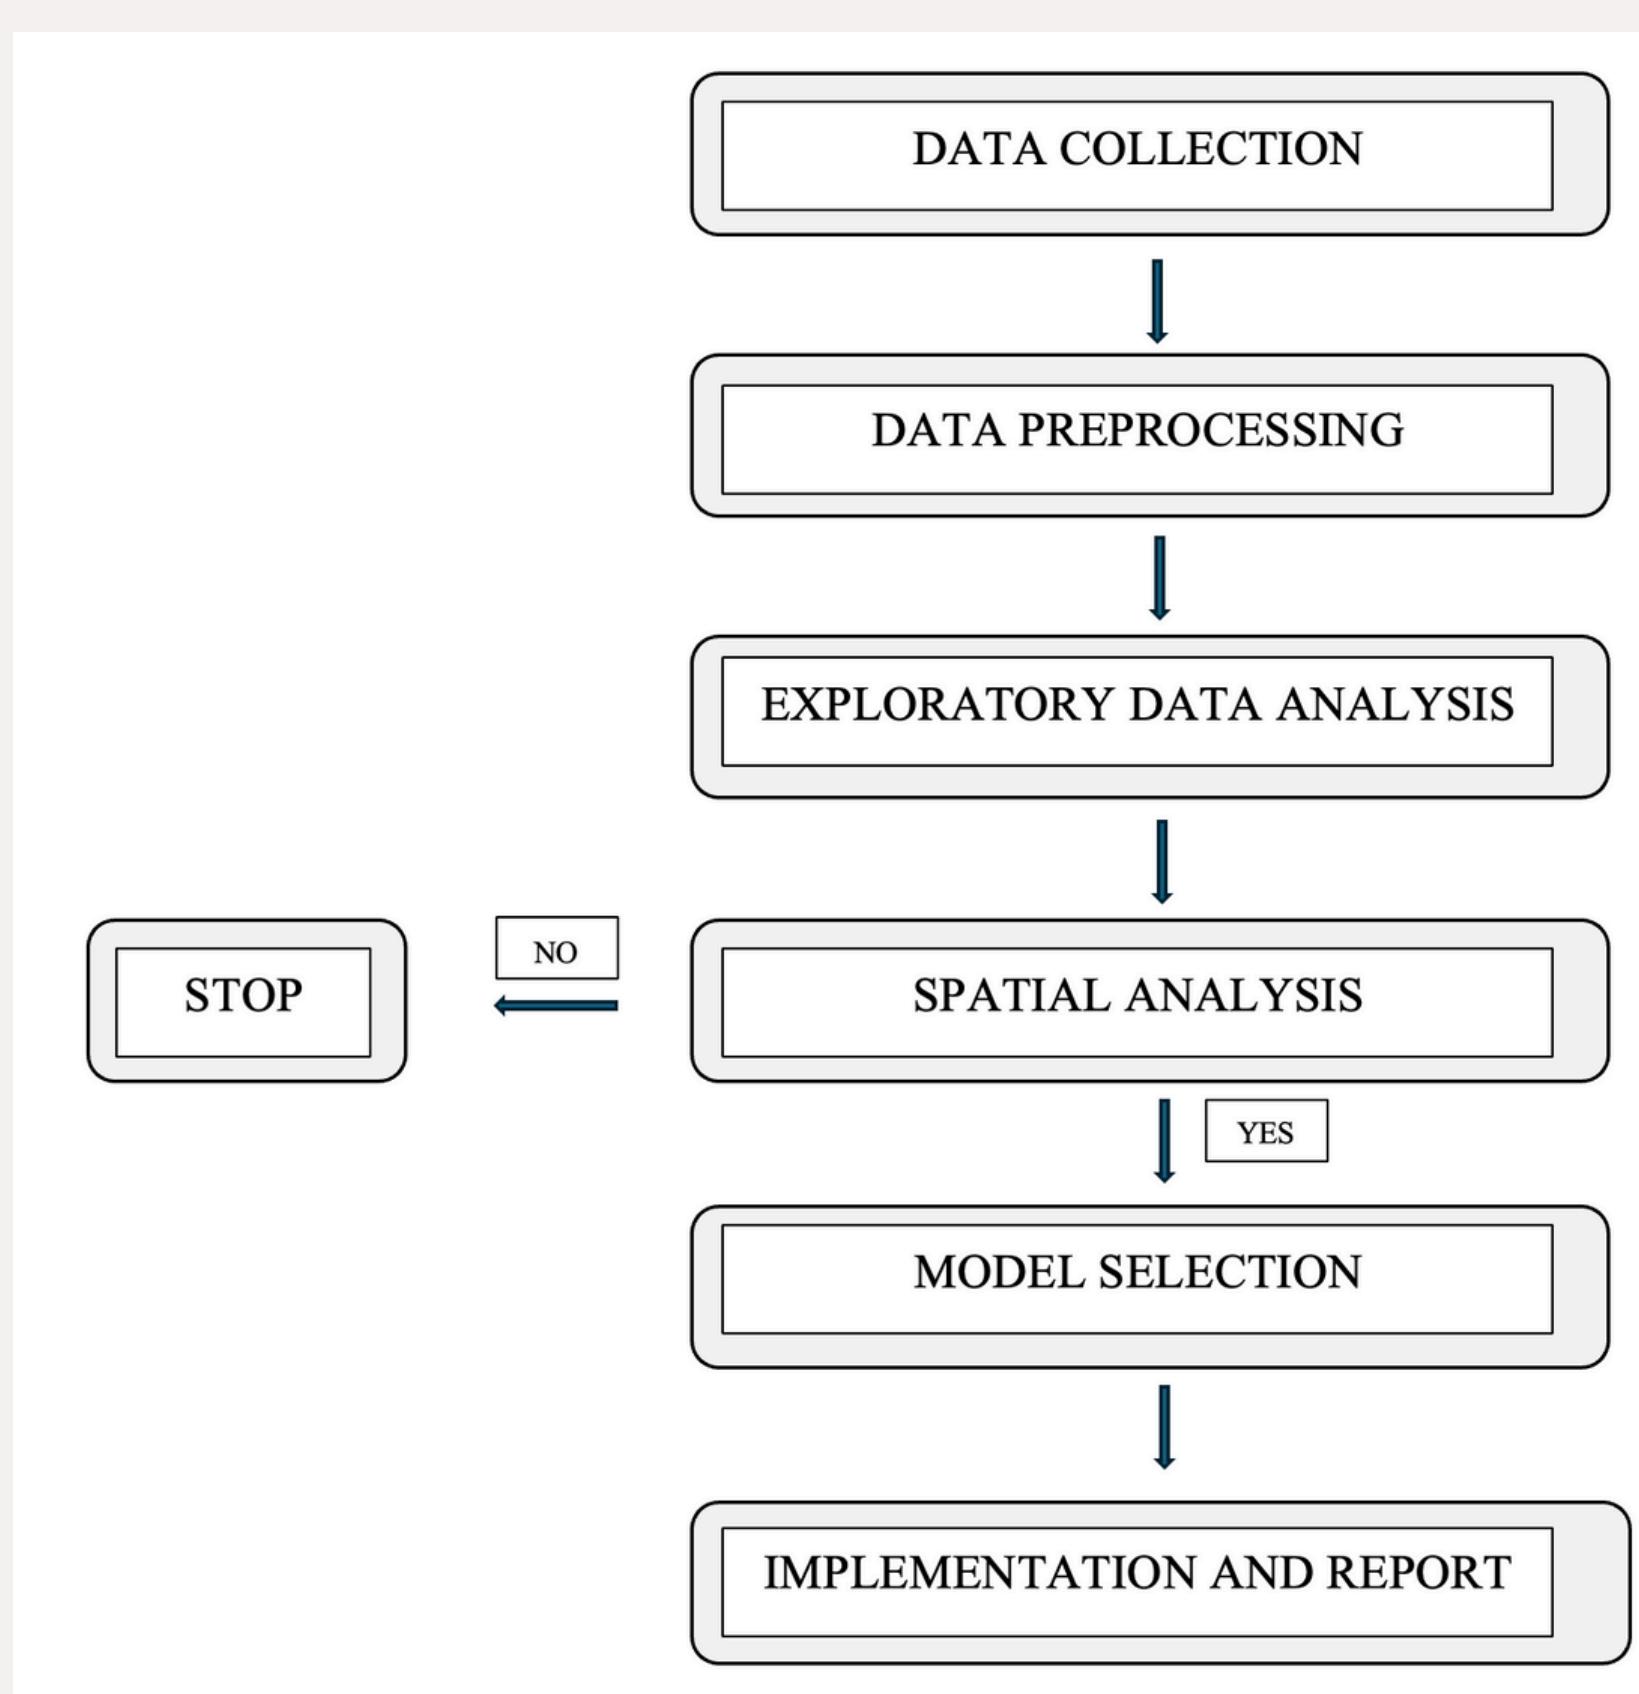 DATA COLLECTION
DATA PREPROCESSING
EXPLORATORY DATA ANALYSIS
STOP
NO
SPATIAL ANALYSIS
YES
MODEL SELECTION
IMPLEMENTATION AND REPORT